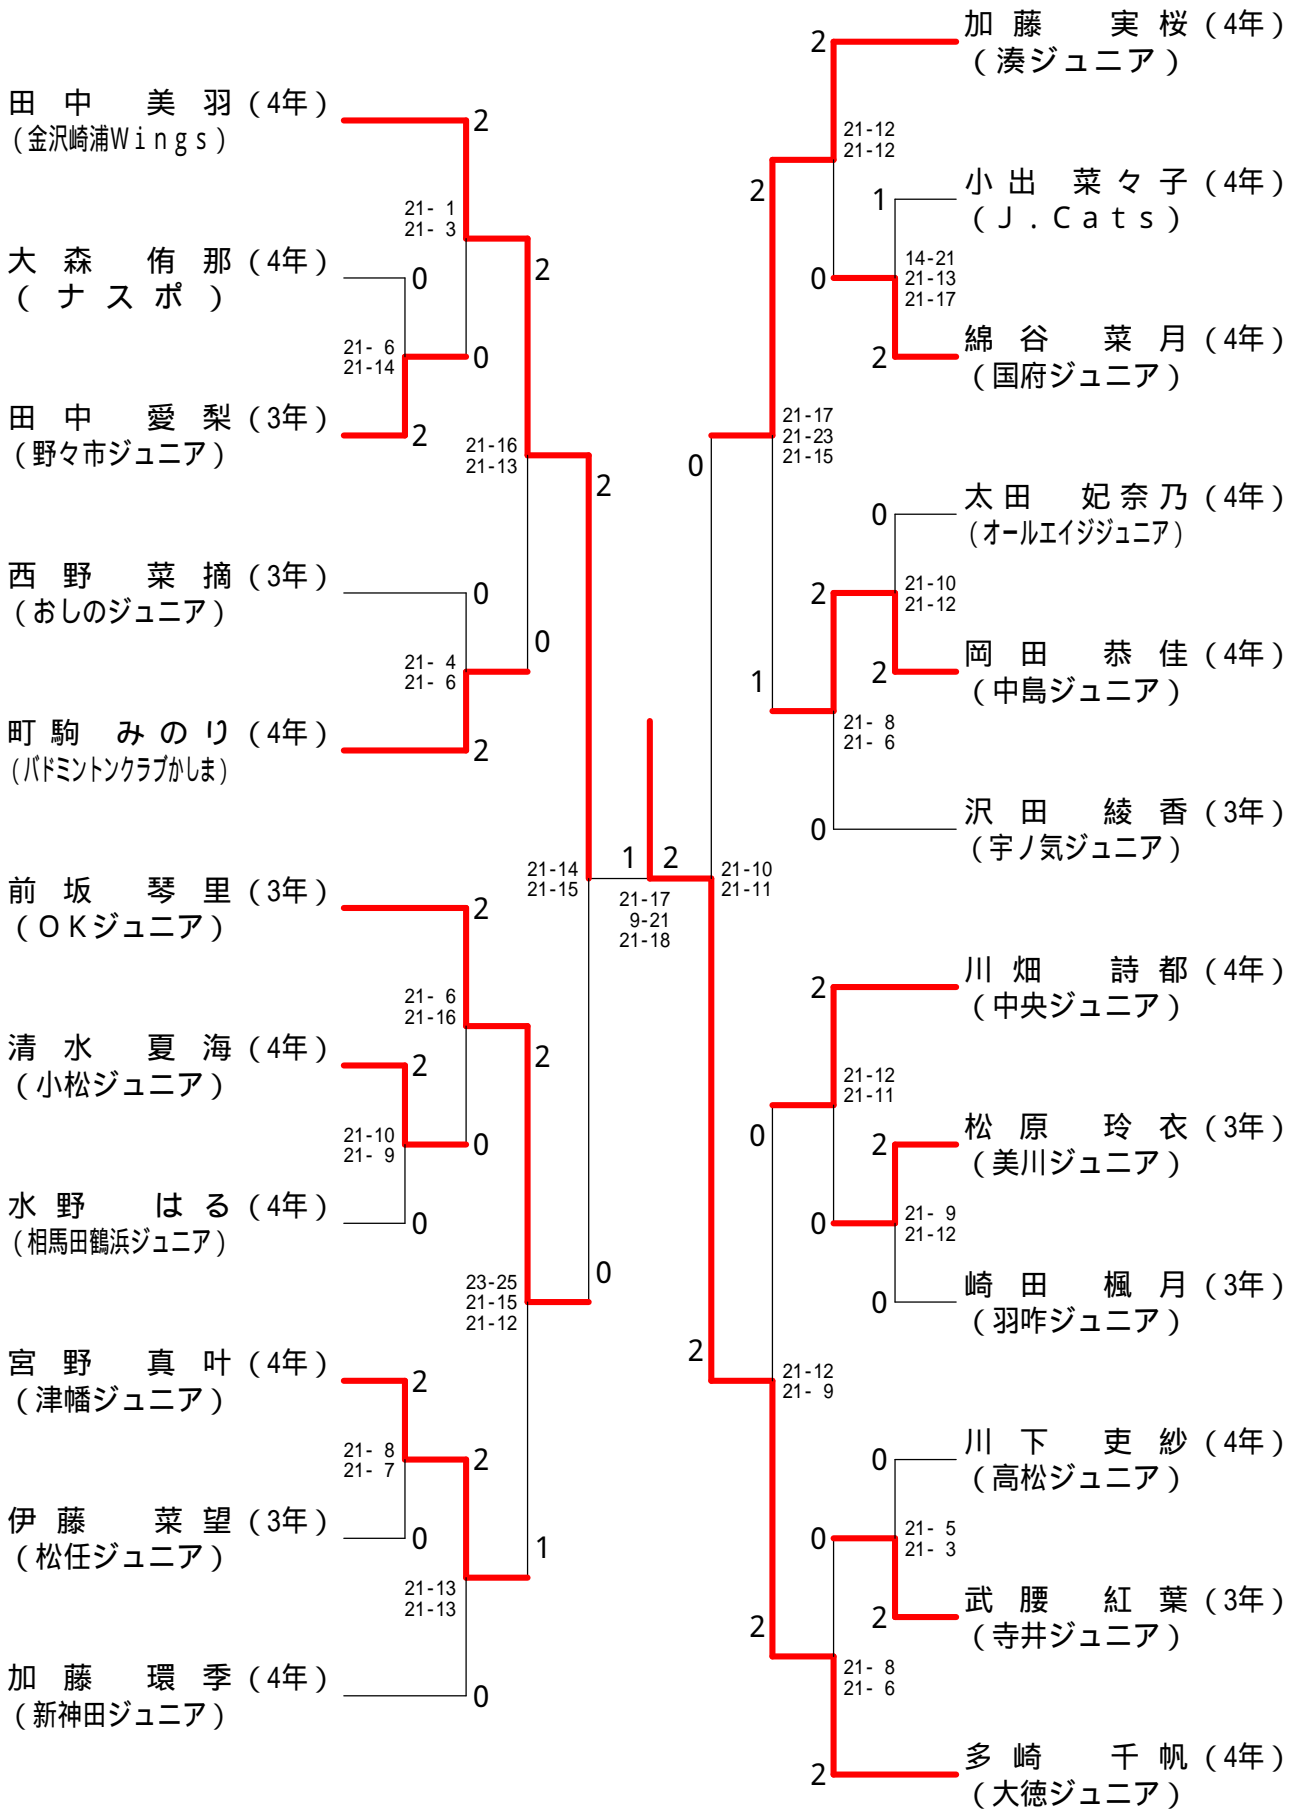 田中 美羽 (4年)
(金沢崎浦Wings)
2
21- 1
21- 3
大森 侑那 (4年)
(ナスポ)
0
2
21- 6
21-14
0
田中 愛梨 (3年)
(野々市ジュニア)
2
21-16
21-13
2
西野 菜摘 (3年)
(おしのジュニア)
0
0
21- 4
21- 6
町駒 みのり (4年)
(バドミントンクラブかしま)
2
21-14
21-15
前坂 琴里 (3年)
(OKジュニア)
2
21- 6
21-16
清水 夏海 (4年)
(小松ジュニア)
2
2
21-10
21- 9
0
水野 はる (4年)
(相馬田鶴浜ジュニア)
0
0
23-25
21-15
21-12
宮野 真叶 (4年)
(津幡ジュニア)
2
21- 8
21- 7
2
伊藤 菜望 (3年)
(松任ジュニア)
0
1
21-13
21-13
加藤 環季 (4年)
(新神田ジュニア)
0
1 2
21-17
9-21
21-18
加藤 実桜 (4年)
(湊ジュニア)
2
21-12
21-12
2
小出 菜々子 (4年)
(J.Cats)
1
14-21
21-13
21-17
0
綿谷 菜月 (4年)
(国府ジュニア)
2
21-17
21-23
21-15
0
太田 妃奈乃 (4年)
(オールエイジジュニア)
0
21-10
21-12
2
岡田 恭佳 (4年)
(中島ジュニア)
2
1
21- 8
21- 6
沢田 綾香 (3年)
(宇ノ気ジュニア)
0
21-10
21-11
川畑 詩都 (4年)
(中央ジュニア)
2
21-12
21-11
0
松原 玲衣 (3年)
(美川ジュニア)
2
21- 9
21-12
0
崎田 楓月 (3年)
(羽咋ジュニア)
0
2
21-12
21- 9
川下 吏紗 (4年)
(高松ジュニア)
0
21- 5
21- 3
0
武腰 紅葉 (3年)
(寺井ジュニア)
2
2
21- 8
21- 6
多崎 千帆 (4年)
(大徳ジュニア)
2